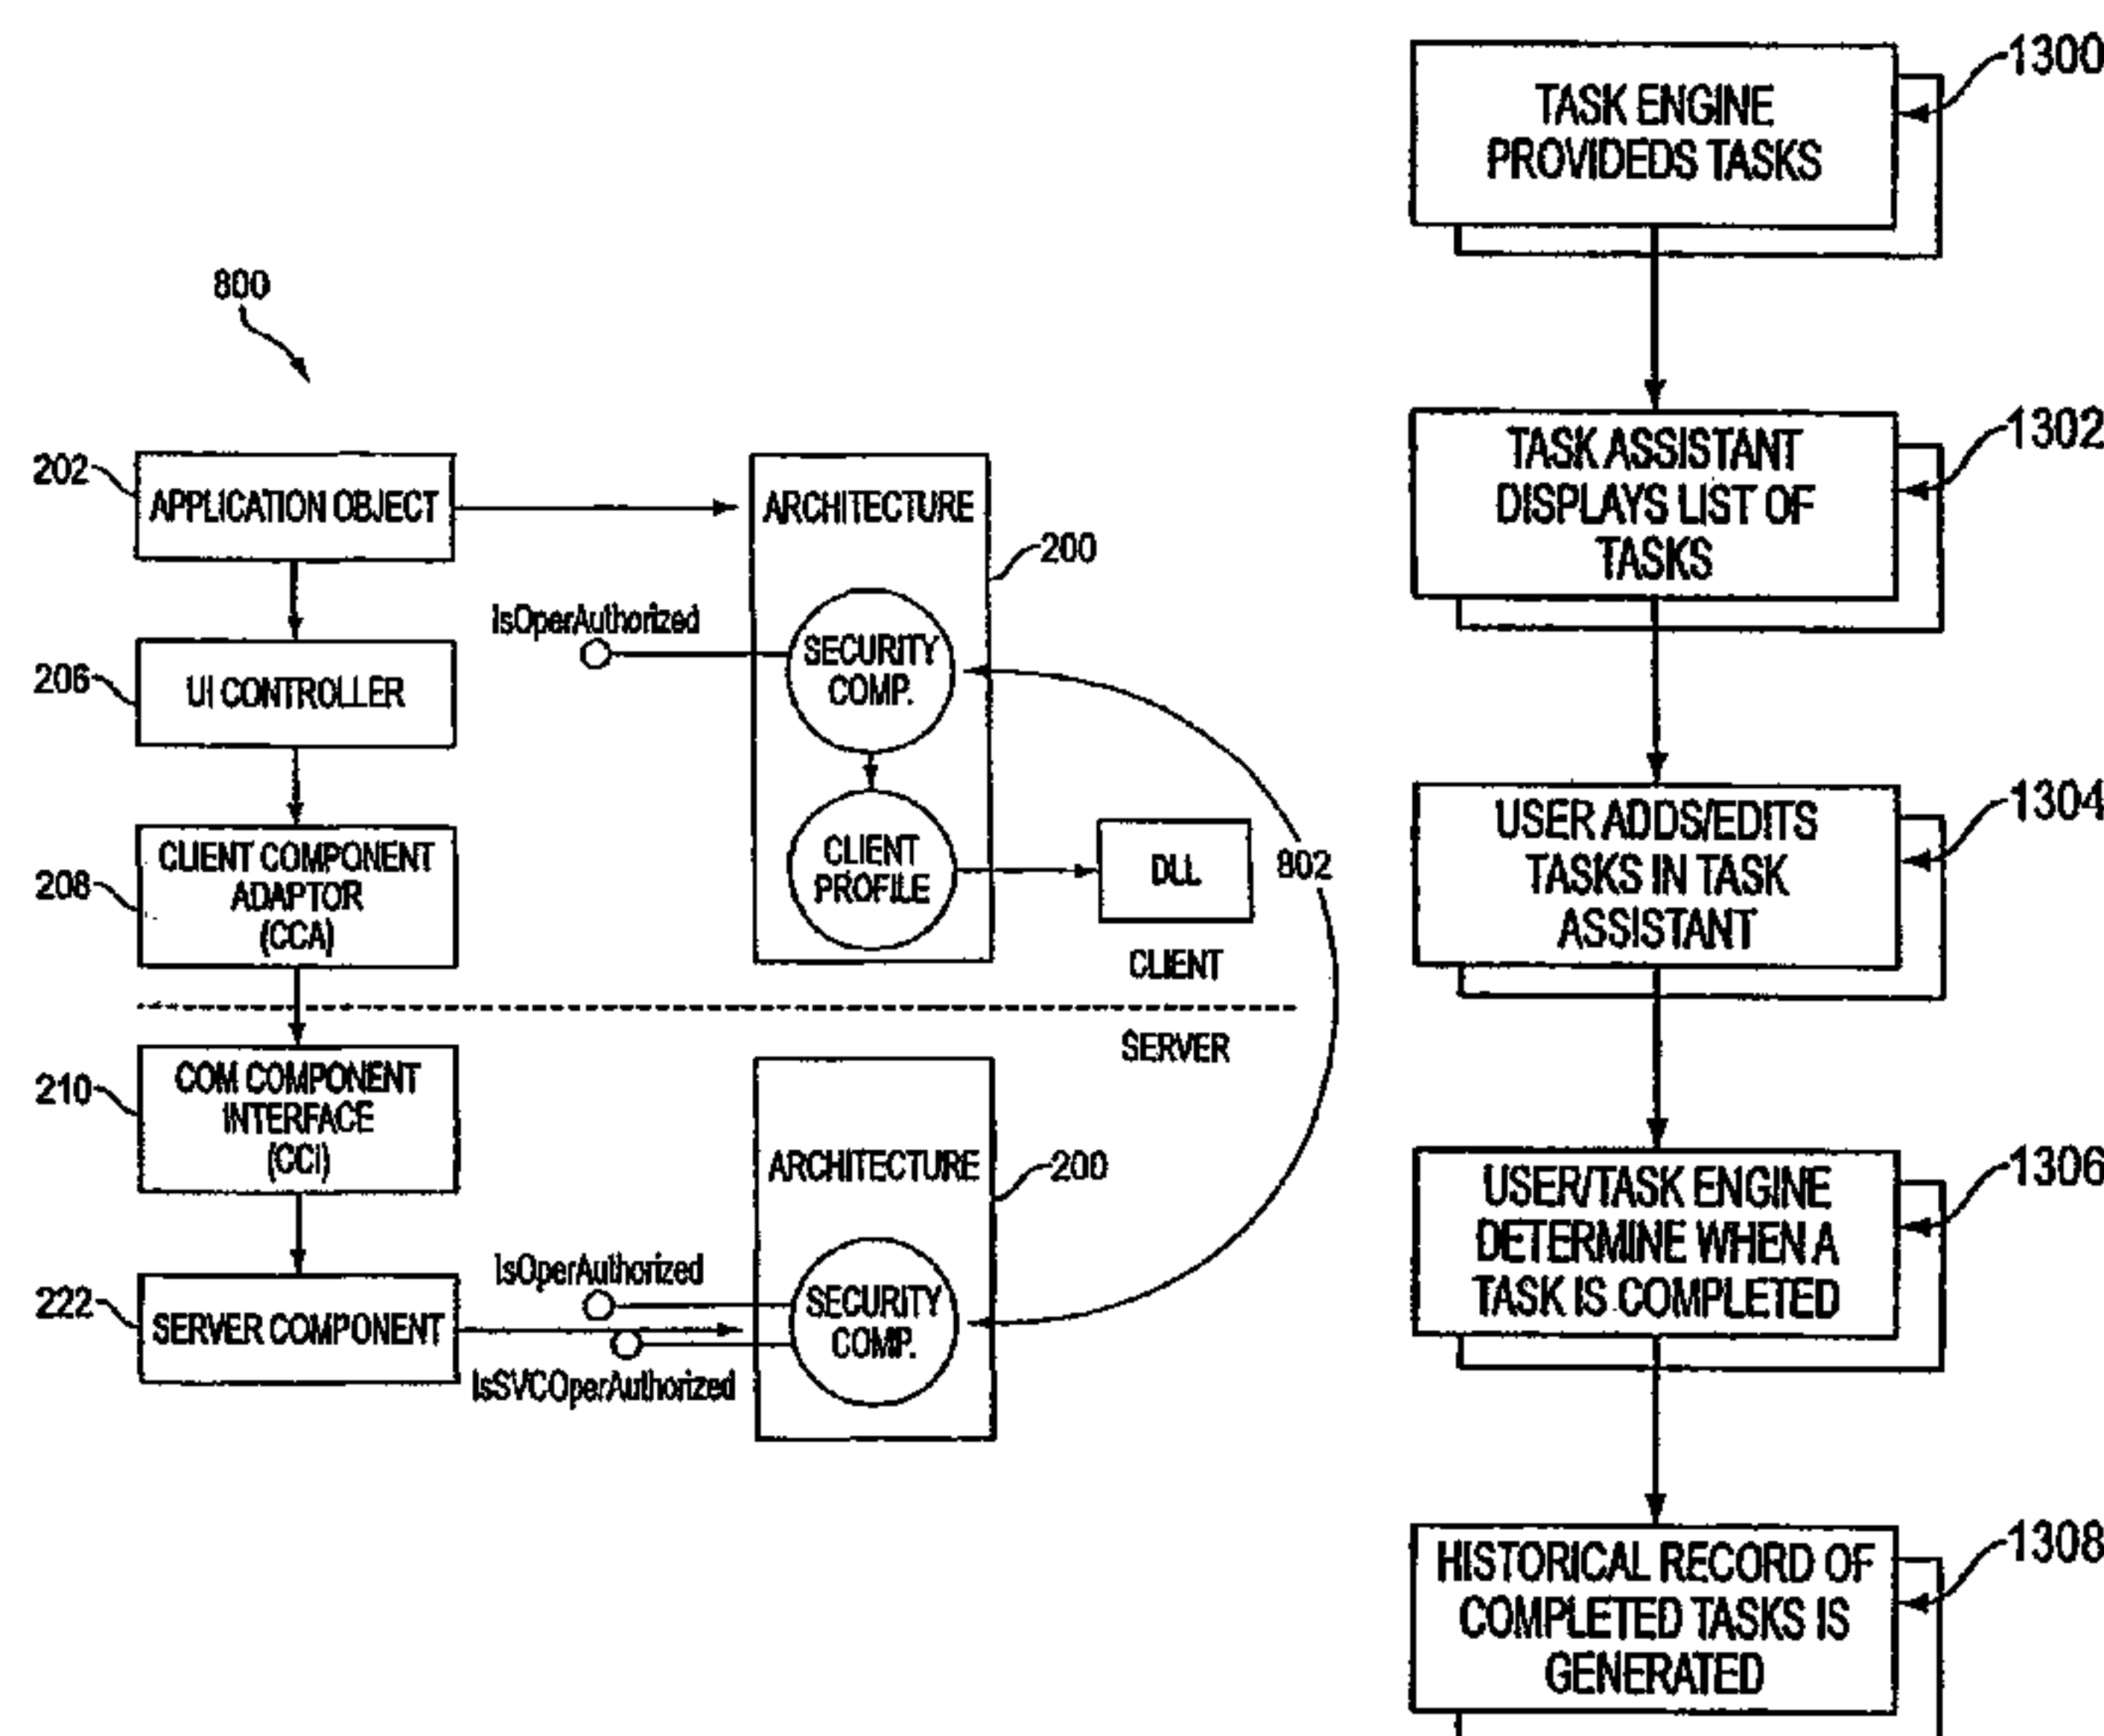 800
202
APPLICATION OBJECT
206
UI CONTROLLER
208
CLIENT COMPONENT
ADAPTOR
(CCA)
210
COM COMPONENT
INTERFACE
(CCI)
222
SERVER COMPONENT
ARCHITECTURE
200
IsOperAuthorized
SECURITY
COMP.
CLIENT
PROFILE
DLL
802
CLIENT
SERVER
ARCHITECTURE
200
IsOperAuthorized
SECURITY
COMP.
IsSVCOperAuthorized
1300
TASK ENGINE
PROVIDEDS TASKS
1302
TASK ASSISTANT
DISPLAYS LIST OF
TASKS
1304
USER ADDS/EDITS
TASKS IN TASK
ASSISTANT
1306
USER/TASK ENGINE
DETERMINE WHEN A
TASK IS COMPLETED
1308
HISTORICAL RECORD OF
COMPLETED TASKS IS
GENERATED